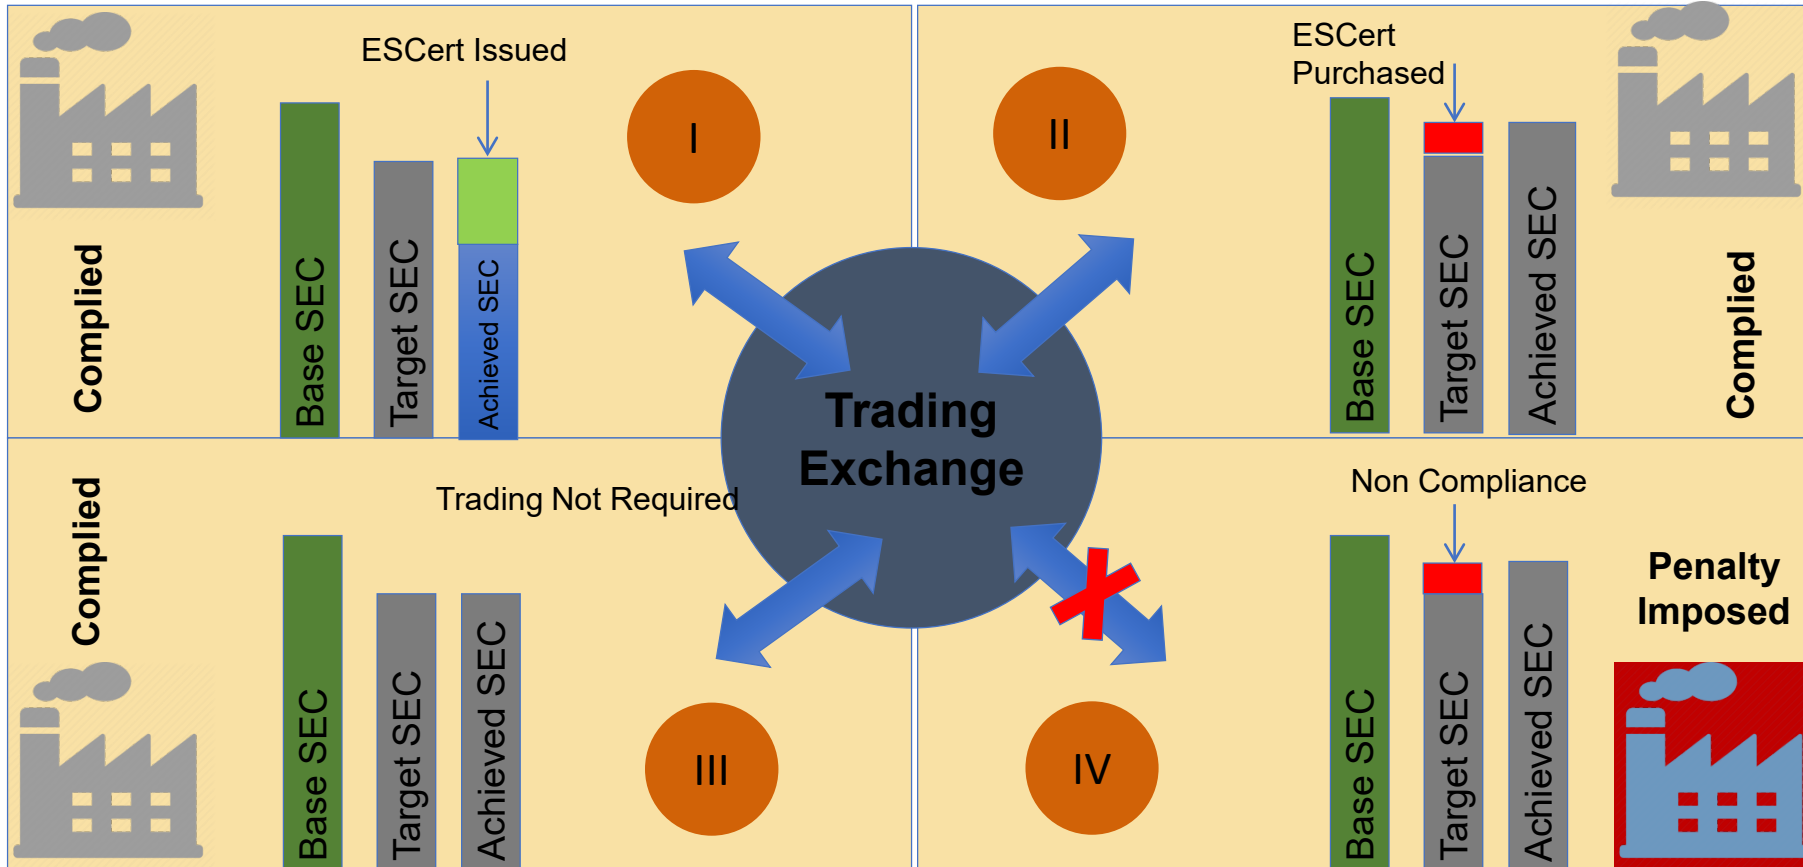 ESCert Issued
I
Complied
Base SEC
Target SEC
Achieved SEC
ESCert
Purchased
II
Base SEC
Target SEC
Achieved SEC
Complied
Trading
Exchange
Complied
Trading Not Required
Base SEC
Target SEC
Achieved SEC
III
Non Compliance
IV
Base SEC
Target SEC
Achieved SEC
Penalty
Imposed